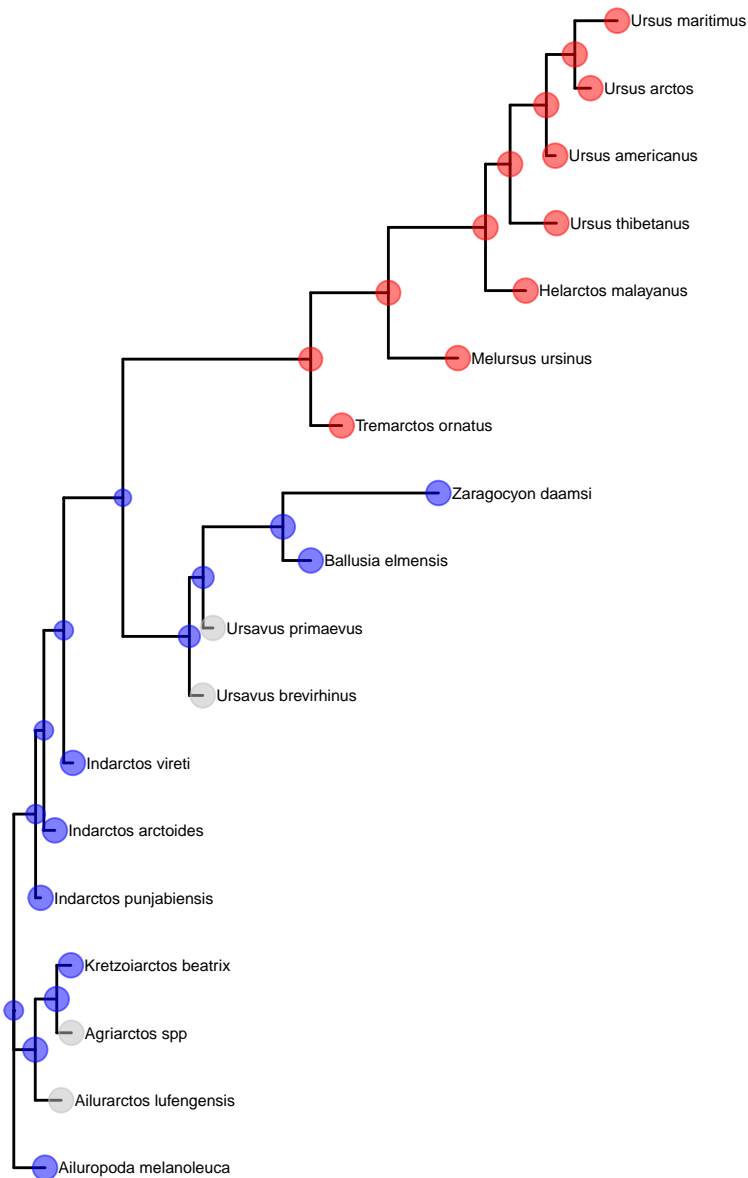 Ursus maritimus
Ursus arctos
Ursus americanus
Ursus thibetanus
Helarctos malayanus
Melursus ursinus
Tremarctos ornatus
Zaragocyon daamsi
Ballusia elmensis
Ursavus primaevus
Ursavus brevirhinus
Indarctos vireti
Indarctos arctoides
Indarctos punjabiensis
Kretzoiarctos beatrix
Agriarctos spp
Ailurarctos lufengensis
Ailuropoda melanoleuca